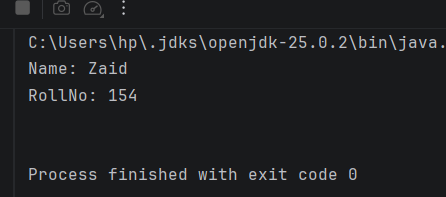 C:\Users\hp\.jdks\openjdk-25.0.2\bin\java.
Name: Zaid
RollNo: 154
Process finished with exit code 0